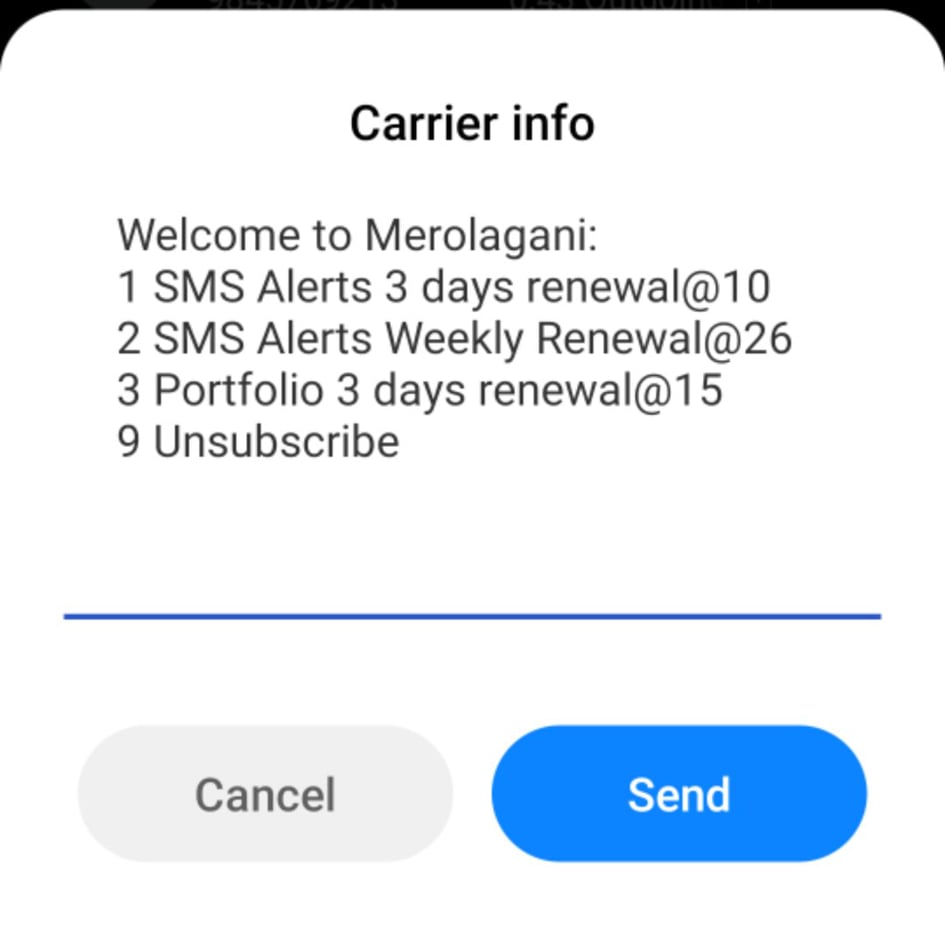 Carrier info
Welcome to Merolagani:
1 SMS Alerts 3 days renewal@10
2 SMS Alerts Weekly Renewal@26
3 Portfolio 3 days renewal@15
9 Unsubscribe
Cancel
Send